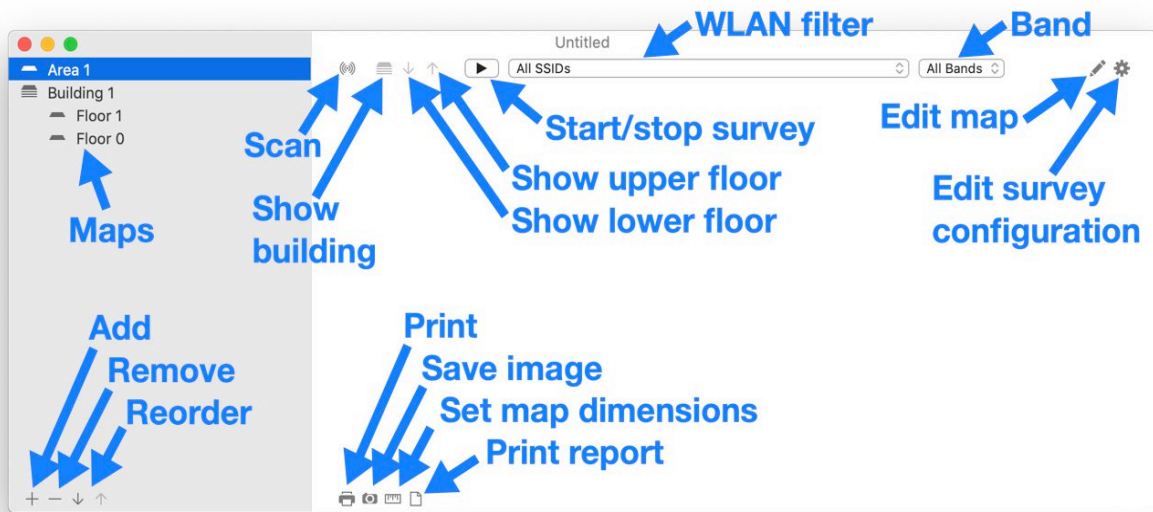 WLAN filter
Band
Untitled
Area 1
All SSIDs
All Bands
Building 1
Floor 1
Floor 0
Scan
Start/stop survey
Edit map
Show upper floor
Show lower floor
Maps
Show
building
Edit survey
configuration
Add
Remove
Reorder
Print
Save image
Set map dimensions
Print report